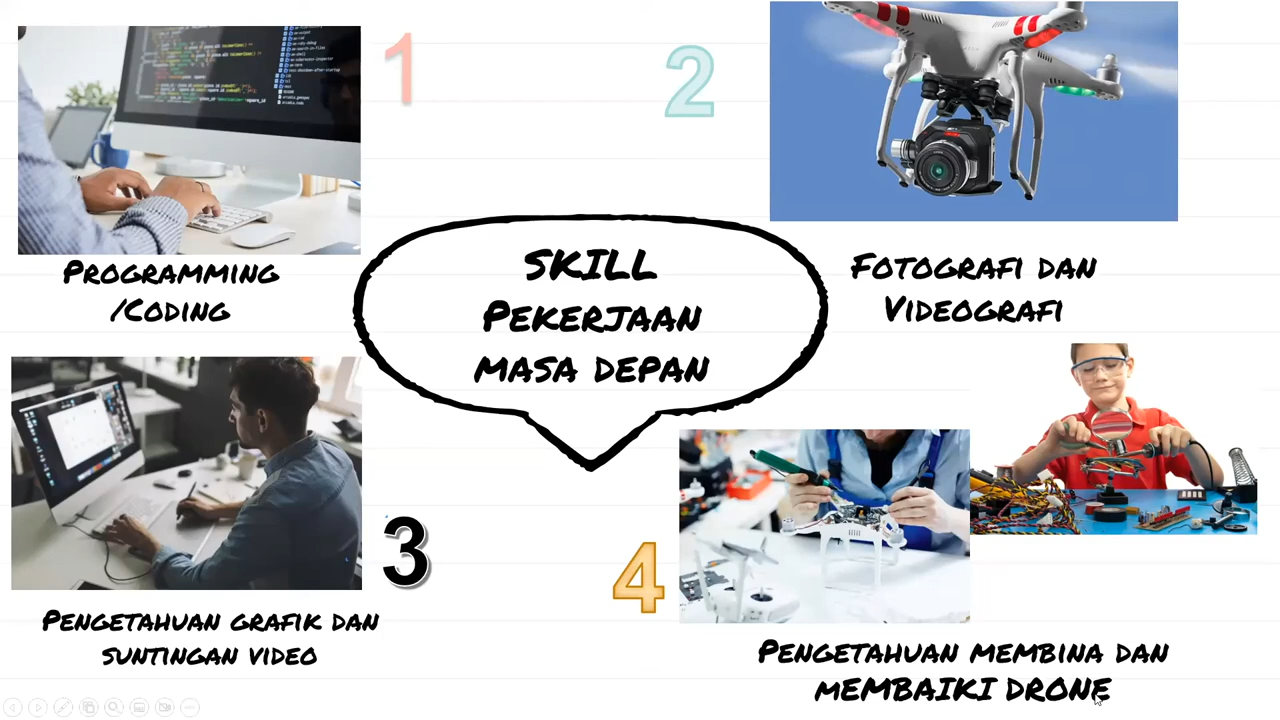 1
2
Programming
/Coding
Fotografi dan
Videografi
SKILL
Pekerjaan
masa depan
3
4
Pengetahuan grafik dan
suntingan video
Pengetahuan membina dan
membaiki drone